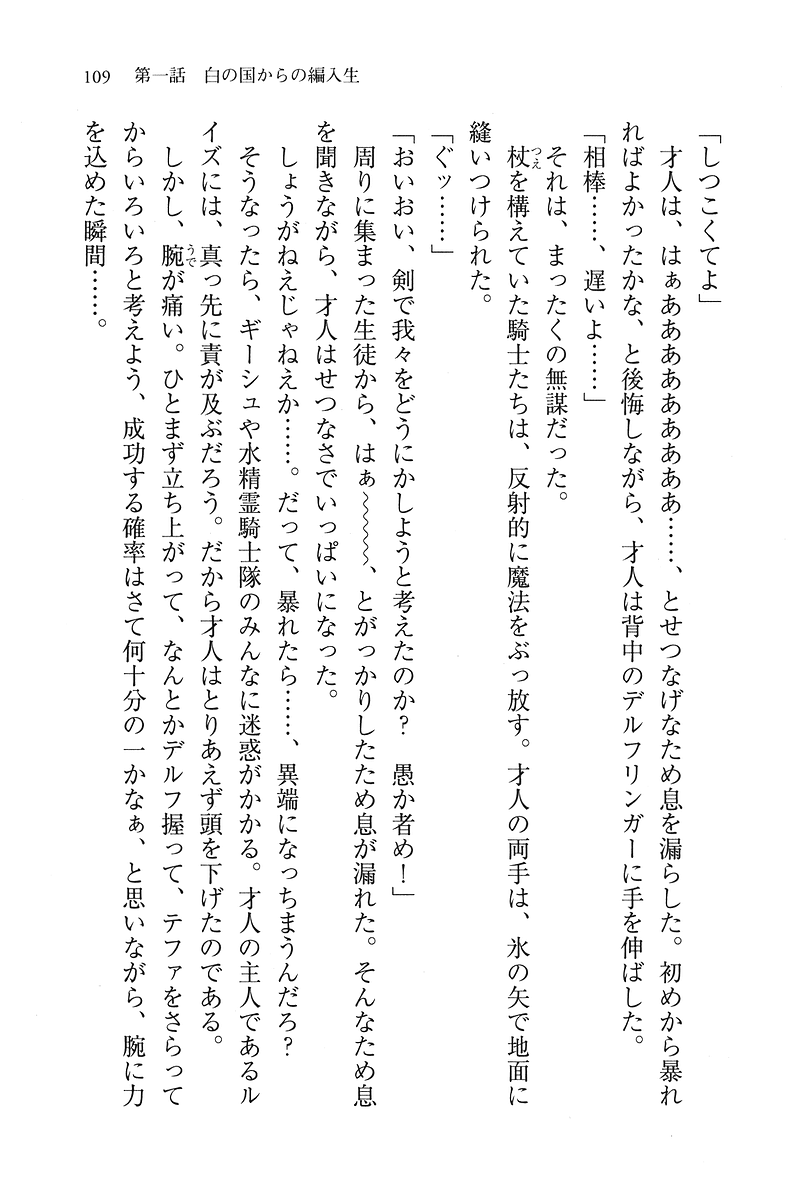 109　第一話　白の国からの編入生
「しつこくてよ」
　才人は、はぁあああああああああ……、とせつなげなため息を漏らした。初めから暴れ
ればよかったかな、と後悔しながら、才人は背中のデルフリンガーに手を伸ばした。
「相棒……、遅いよ……」
　それは、まったくの無謀だった。
　杖を構えていた騎士たちは、反射的に魔法をぶっ放す。才人の両手は、氷の矢で地面に
縫いつけられた。
「ぐッ……」
「おいおい、剣で我々をどうにかしようと考えたのか？　愚か者め！」
　周りに集まった生徒から、はぁ～～～～、とがっかりしたため息が漏れた。そんなため息
を聞きながら、才人はせつなさでいっぱいになった。
　しょうがねえじゃねえか……。だって、暴れたら……、異端になっちまうんだろ？
　そうなったら、ギーシュや水精霊騎士隊のみんなに迷惑がかかる。才人の主人であるル
イズには、真っ先に責が及ぶだろう。だから才人はとりあえず頭を下げたのである。
　しかし、腕が痛い。ひとまず立ち上がって、なんとかデルフ握って、テファをさらって
からいろいろと考えよう、成功する確率はさて何十分の一かなぁ、と思いながら、腕に力
を込めた瞬間……。